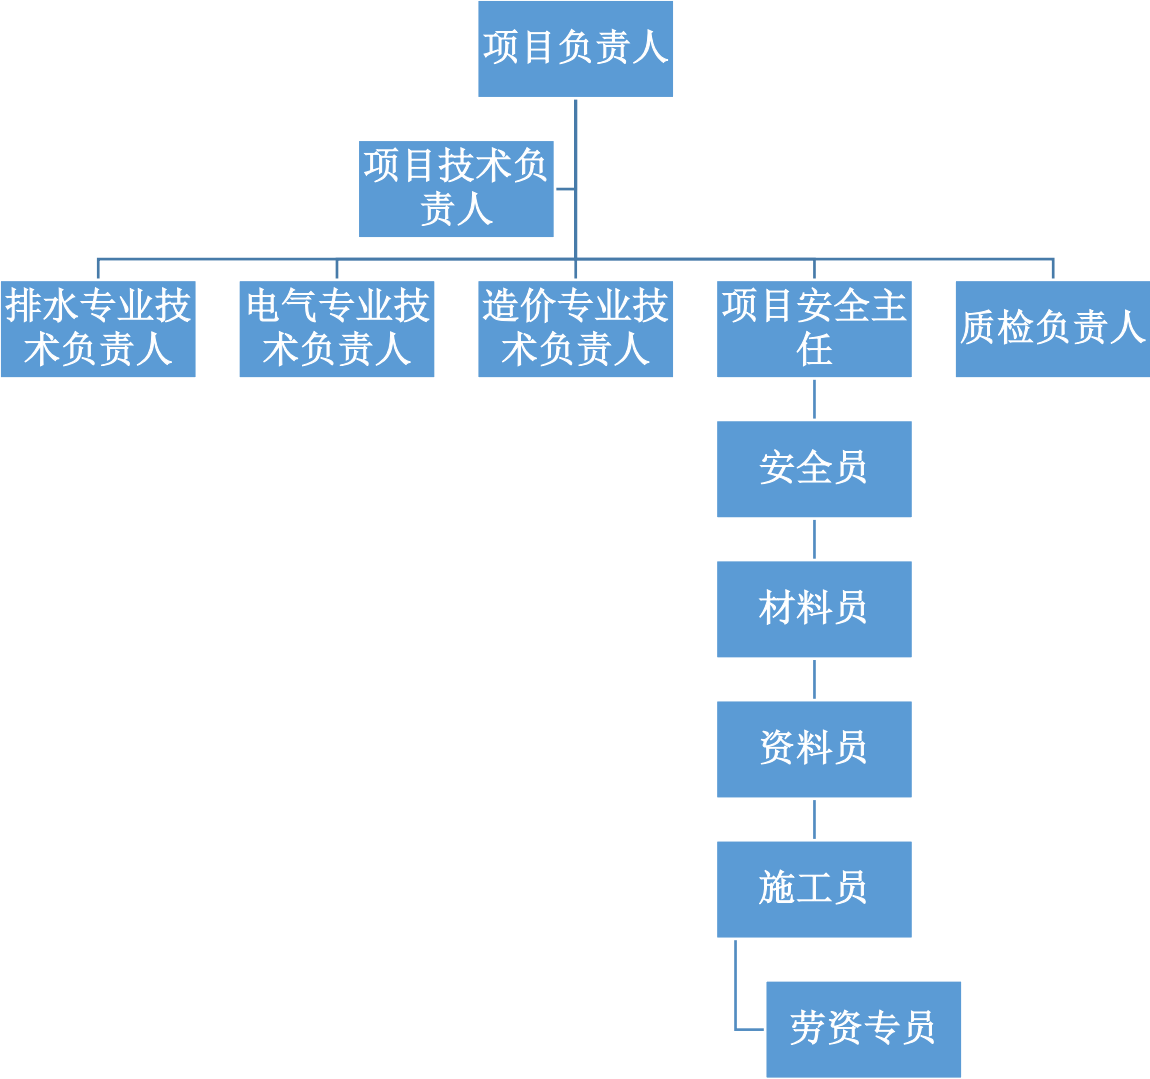 项目负责人
项目技术负
责人
排水专业技
术负责人
电气专业技
术负责人
造价专业技
术负责人
项目安全主
任
质检负责人
安全员
材料员
资料员
施工员
劳资专员